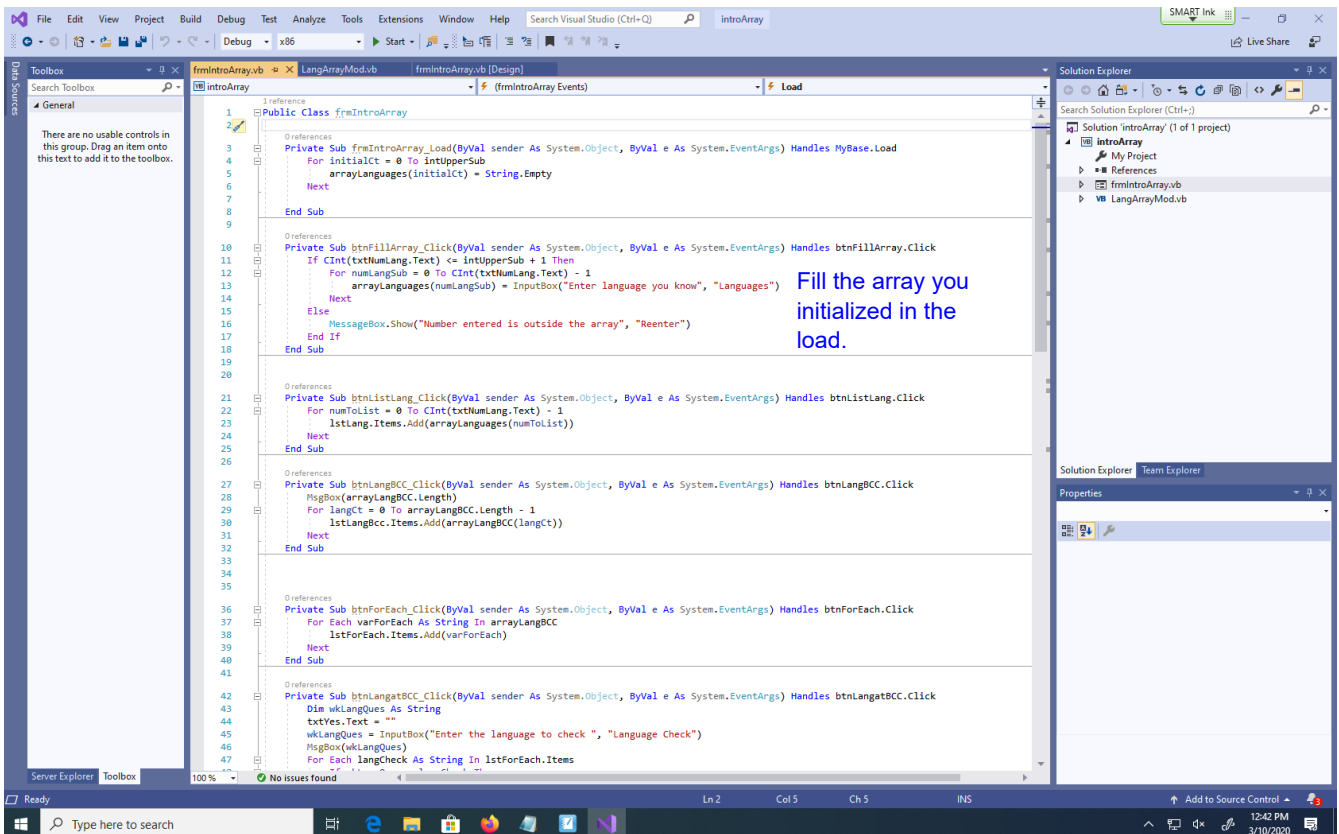 SMART Ink
File Edit View Project Build Debug Test Analyze Tools Extensions Window Help Search Visual Studio (Ctrl+Q) introArray
Debug x86 Start Live Share
Data Sources
Toolbox
Search Toolbox
General
There are no usable controls in
this group. Drag an item onto
this text to add it to the toolbox.
Server Explorer Toolbox
frmIntroArray.vb LangArrayMod.vb frmIntroArray.vb [Design]
VB introArray (frmIntroArray Events) Load
1 reference
1 Public Class frmIntroArray
2
0 references
3 Private Sub frmIntroArray_Load(ByVal sender As System.Object, ByVal e As System.EventArgs) Handles MyBase.Load
4 For initialCt = 0 To intUpperSub
5 arrayLanguages(initialCt) = String.Empty
6 Next
7
8 End Sub
9
0 references
10 Private Sub btnFillArray_Click(ByVal sender As System.Object, ByVal e As System.EventArgs) Handles btnFillArray.Click
11 If CInt(txtNumLang.Text) <= intUpperSub + 1 Then
12 For numLangSub = 0 To CInt(txtNumLang.Text) - 1
13 arrayLanguages(numLangSub) = InputBox("Enter language you know", "Languages")
14 Next
15 Else
16 MessageBox.Show("Number entered is outside the array", "Reenter")
17 End If
18 End Sub
19
20
0 references
21 Private Sub btnListLang_Click(ByVal sender As System.Object, ByVal e As System.EventArgs) Handles btnListLang.Click
22 For numToList = 0 To CInt(txtNumLang.Text) - 1
23 lstLang.Items.Add(arrayLanguages(numToList))
24 Next
25 End Sub
26
0 references
27 Private Sub btnLangBCC_Click(ByVal sender As System.Object, ByVal e As System.EventArgs) Handles btnLangBCC.Click
28 MsgBox(arrayLangBCC.Length)
29 For langCt = 0 To arrayLangBCC.Length - 1
30 lstLangBcc.Items.Add(arrayLangBCC(langCt))
31 Next
32 End Sub
33
34
35
0 references
36 Private Sub btnForEach_Click(ByVal sender As System.Object, ByVal e As System.EventArgs) Handles btnForEach.Click
37 For Each varForEach As String In arrayLangBCC
38 lstForEach.Items.Add(varForEach)
39 Next
40 End Sub
41
0 references
42 Private Sub btnLangatBCC_Click(ByVal sender As System.Object, ByVal e As System.EventArgs) Handles btnLangatBCC.Click
43 Dim wkLangQues As String
44 txtYes.Text = ""
45 wkLangQues = InputBox("Enter the language to check ", "Language Check")
46 MsgBox(wkLangQues)
47 For Each langCheck As String In lstForEach.Items
Fill the array you
initialized in the
load.
100 % No issues found
Solution Explorer
Search Solution Explorer (Ctrl+;)
Solution 'introArray' (1 of 1 project)
VB introArray
My Project
References
frmIntroArray.vb
VB LangArrayMod.vb
Solution Explorer Team Explorer
Properties
Ready Ln 2 Col 5 Ch 5 INS Add to Source Control 3
Type here to search
12:42 PM
3/10/2020